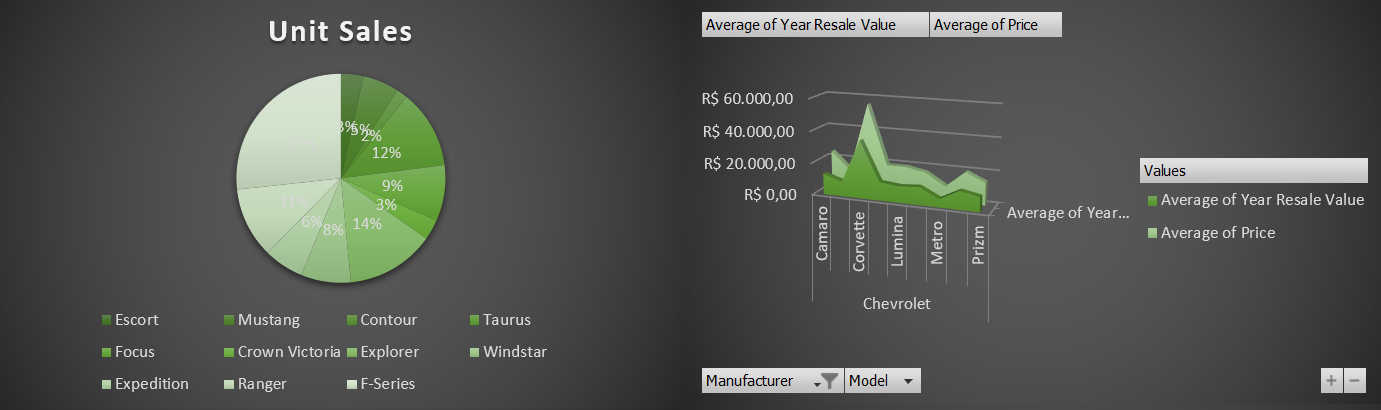 Unit Sales
3%
5%
2%
12%
9%
3%
14%
8%
6%
11%
Escort
Mustang
Contour
Taurus
Focus
Crown Victoria
Explorer
Windstar
Expedition
Ranger
F-Series
Average of Year Resale Value
Average of Price
R$ 60.000,00
R$ 40.000,00
R$ 20.000,00
R$ 0,00
Camaro
Corvette
Lumina
Metro
Prizm
Chevrolet
Average of Year...
Values
Average of Year Resale Value
Average of Price
Manufacturer
Model